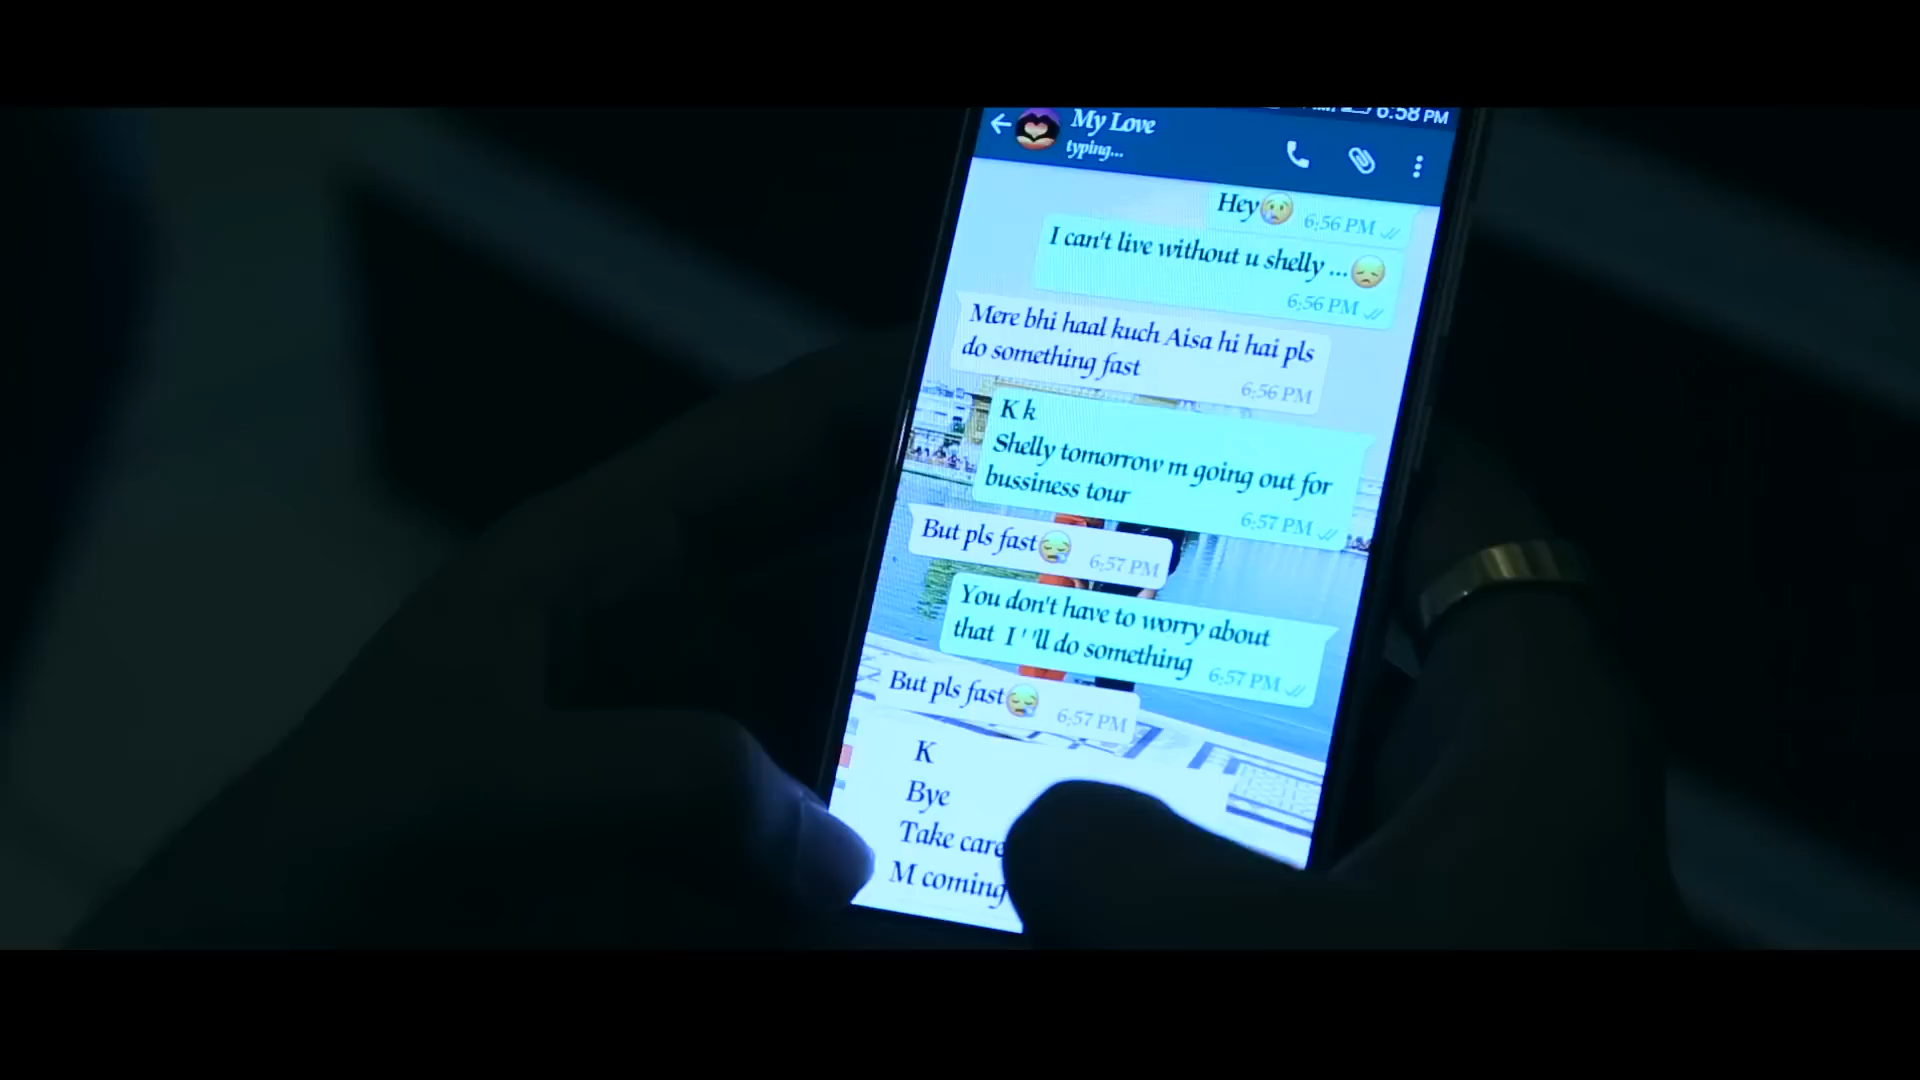 6:58 PM
My Love
typing...
Hey
6:56 PM
I can't live without u shelly ...
6:56 PM
Mere bhi haal kuch Aisa hi hai pls
do something fast
6:56 PM
K k
Shelly tomorrow m going out for
bussiness tour
6:57 PM
But pls fast
6:57 PM
You don't have to worry about
that I ' 'll do something
6:57 PM
But pls fast
6:57 PM
K
Bye
Take care
M coming